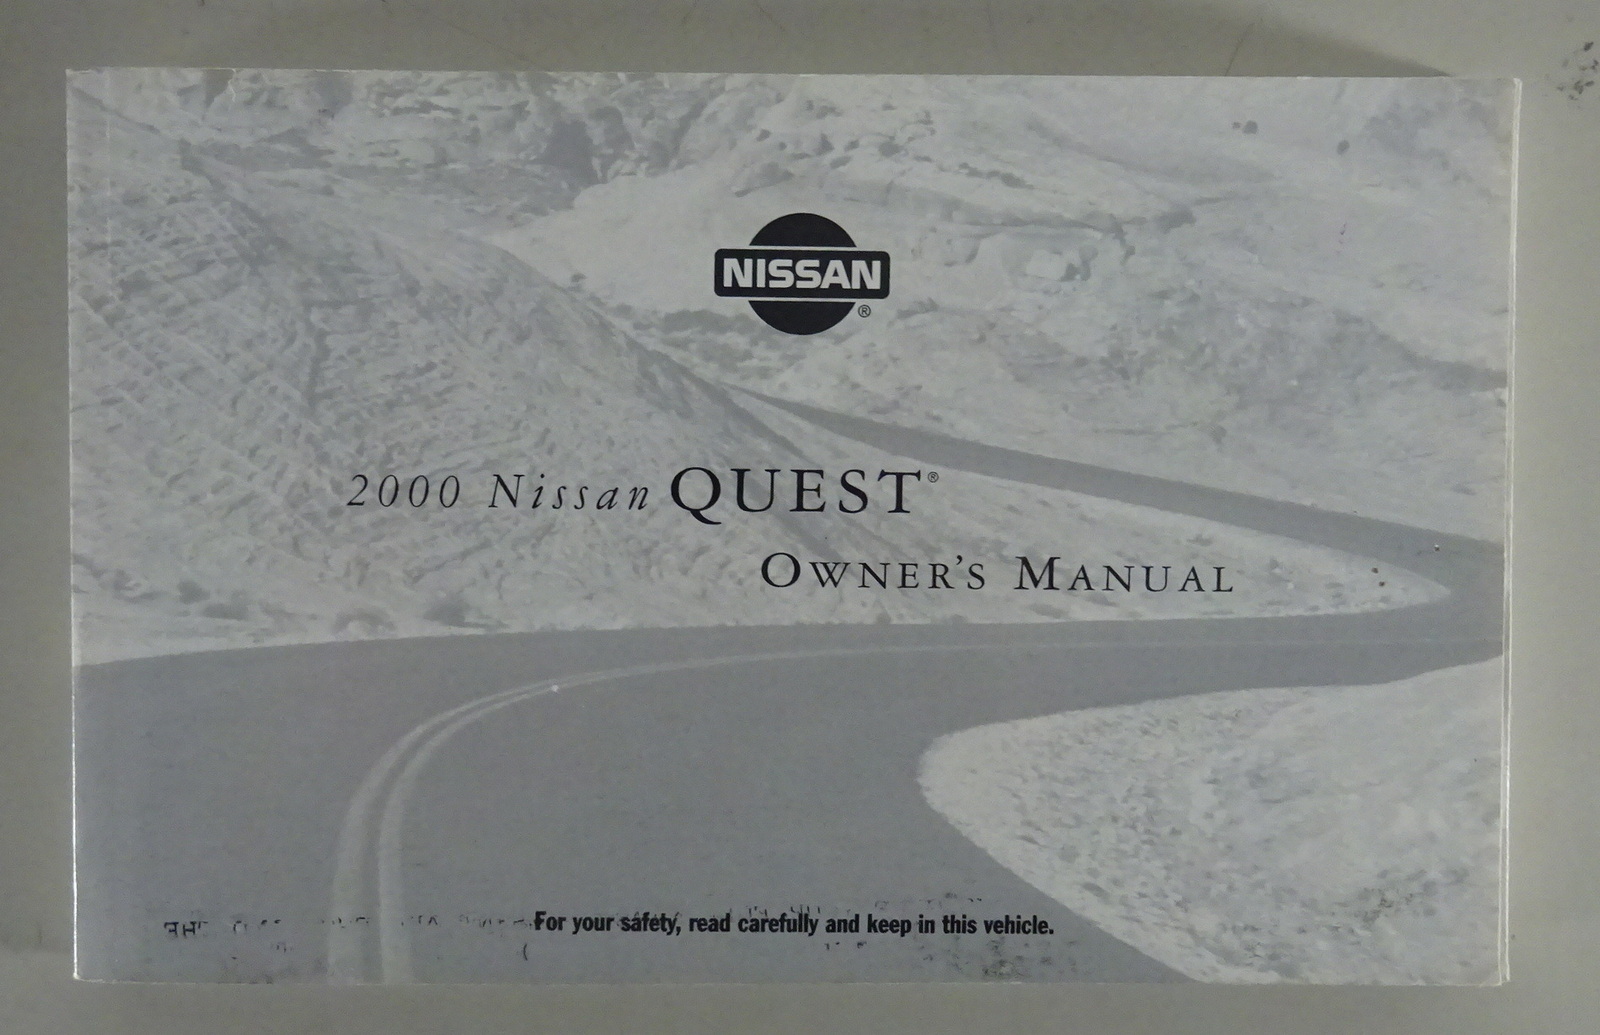 NISSAN
®
2000 Nissan QUEST®
OWNER'S MANUAL
For your safety, read carefully and keep in this vehicle.